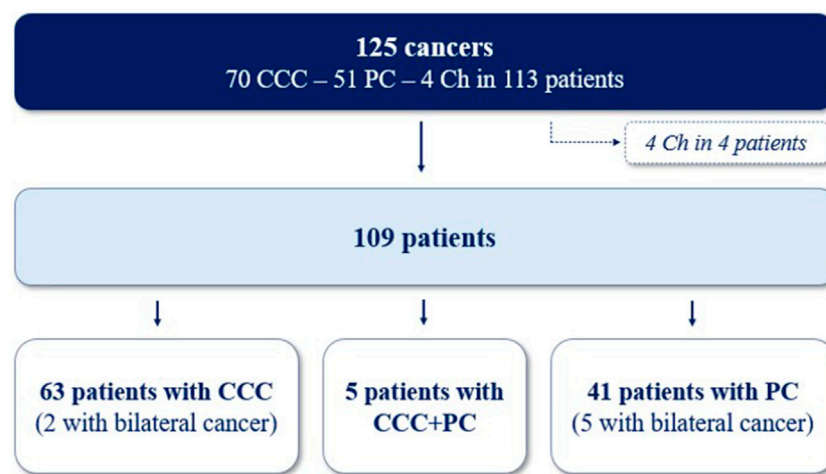 125 cancers
70 CCC – 51 PC – 4 Ch in 113 patients
4 Ch in 4 patients
109 patients
63 patients with CCC
(2 with bilateral cancer)
5 patients with
CCC+PC
41 patients with PC
(5 with bilateral cancer)